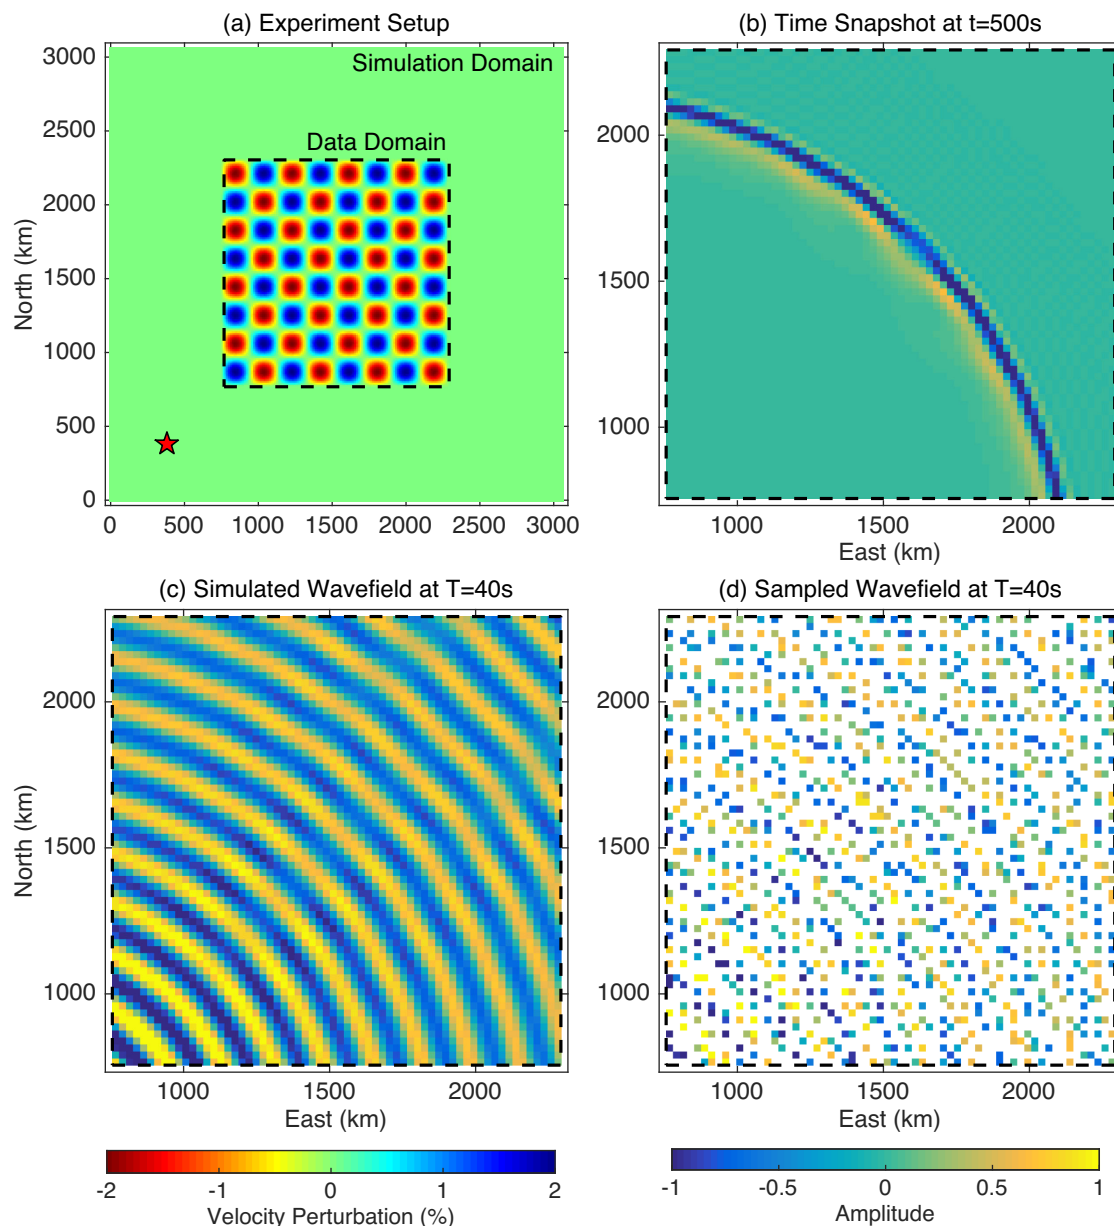 (a) Experiment Setup
Simulation Domain
Data Domain
North (km)
3000
2500
2000
1500
1000
500
0
0 500 1000 1500 2000 2500 3000
(b) Time Snapshot at t=500s
2000
1500
1000
1000 1500 2000
East (km)
(c) Simulated Wavefield at T=40s
North (km)
2000
1500
1000
1000 1500 2000
East (km)
(d) Sampled Wavefield at T=40s
2000
1500
1000
1000 1500 2000
East (km)
-2 -1 0 1 2
Velocity Perturbation (%)
-1 -0.5 0 0.5 1
Amplitude